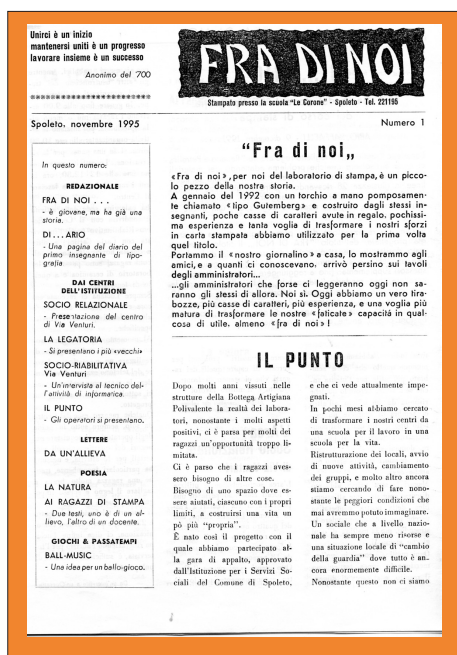 Unirci è un inizio
mantenersi uniti è un progresso
lavorare insieme è un successo
Anonimo del '700
FRA DI NOI
Stampato presso la scuola "Le Corone" - Spoleto - Tel. 221195
Spoleto, novembre 1995
Numero 1
In questo numero:
REDAZIONALE
FRA DI NOI . . .
- è giovane, ma ha già una
storia.
DI ... ARIO
- Una pagina del diario del
primo insegnante di tipo-
grafia
DAI CENTRI
DELL'ISTITUZIONE
SOCIO RELAZIONALE
- Presentazione del centro
di Via Venturi.
LA LEGATORIA
- Si presentano i più «vecchi»
SOCIO-RIABILITATIVA
Via Venturi
- Un'intervista al tecnico del-
l'attività di informatica.
IL PUNTO
- Gli operatori si presentano.
LETTERE
DA UN'ALLIEVA
POESIA
LA NATURA
AI RAGAZZI DI STAMPA
- Due testi, uno è di un al-
lievo, l'altro di un docente.
GIOCHI & PASSATEMPI
BALL-MUSIC
- Una idea per un ballo-gioco.
"Fra di noi„
«Fra di noi», per noi del laboratorio di stampa, è un picco-
lo pezzo della nostra storia.
A gennaio del 1992 con un torchio a mano pomposamen-
te chiamato «tipo Gutemberg» e costruito dagli stessi in-
segnanti, poche casse di caratteri avute in regalo, pochissi-
ma esperienza e tanta voglia di trasformare i nostri sforzi
in carta stampata abbiamo utilizzato per la prima volta
quel titolo.
Portammo il «nostro giornalino» a casa, lo mostrammo agli
amici, e a quanti ci conoscevano, arrivò persino sui tavoli
degli amministratori...
...gli amministratori che forse ci leggeranno oggi non sa-
ranno gli stessi di allora. Noi sì. Oggi abbiamo un vero tira-
bozze, più casse di caratteri, più esperienza, e una voglia più
matura di trasformare le nostre «faticate» capacità in qual-
cosa di utile, almeno «fra di noi» !
IL PUNTO
Dopo molti anni vissuti nelle
strutture della Bottega Artigiana
Polivalente la realtà dei labora-
tori, nonostante i molti aspetti
positivi, ci è parsa per molti dei
ragazzi un'opportunità troppo li-
mitata.
Ci è parso che i ragazzi aves-
sero bisogno di altre cose.
Bisogno di uno spazio dove es-
sere aiutati, ciascuno con i propri
limiti, a costruirsi una vita un
pò più "propria".
È nato così il progetto con il
quale abbiamo partecipato al-
la gara di appalto, approvato
dall'Istituzione per i Servizi So-
ciali del Comune di Spoleto,
e che ci vede attualmente impe-
gnati.
In pochi mesi abbiamo cercato
di trasformare i nostri centri da
una scuola per il lavoro in una
scuola per la vita.
Ristrutturazione dei locali, avvio
di nuove attività, cambiamento
dei gruppi, e molto altro ancora
stiamo cercando di fare nono-
stante le peggiori condizioni che
mai avremmo potuto immaginare.
Un sociale che a livello nazio-
nale ha sempre meno risorse e
una situazione locale di "cambio
della guardia" dove tutto è an-
cora enormemente difficile.
Nonostante questo non ci siamo